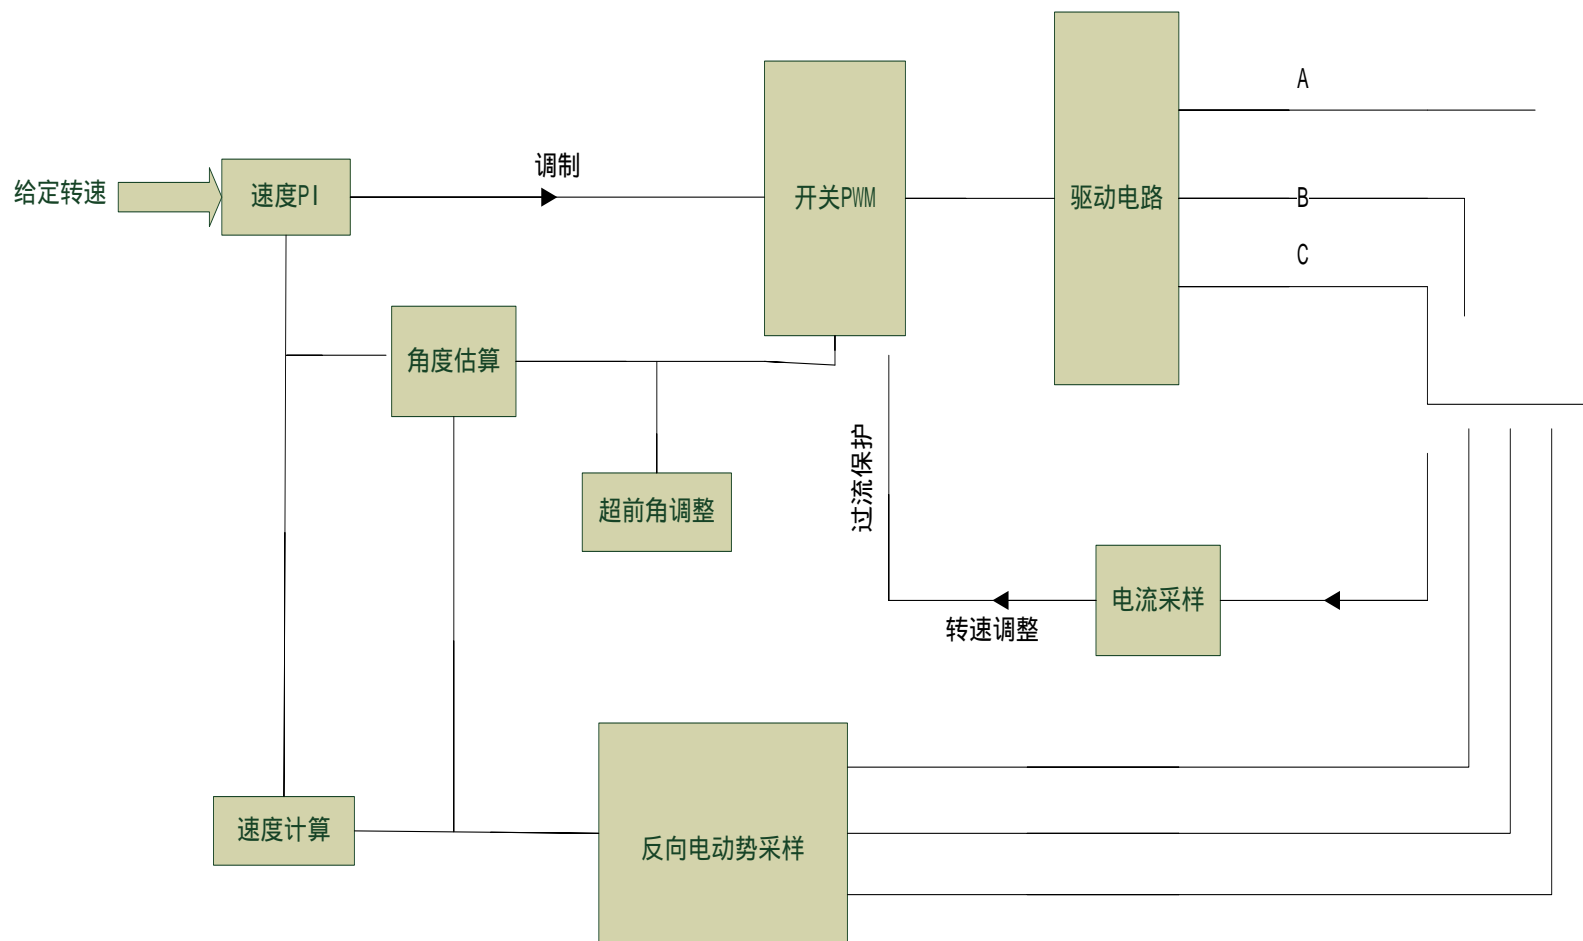 A
调制
给定转速
速度PI
开关PWM
驱动电路
B
C
角度估算
过流保护
超前角调整
电流采样
转速调整
速度计算
反向电动势采样